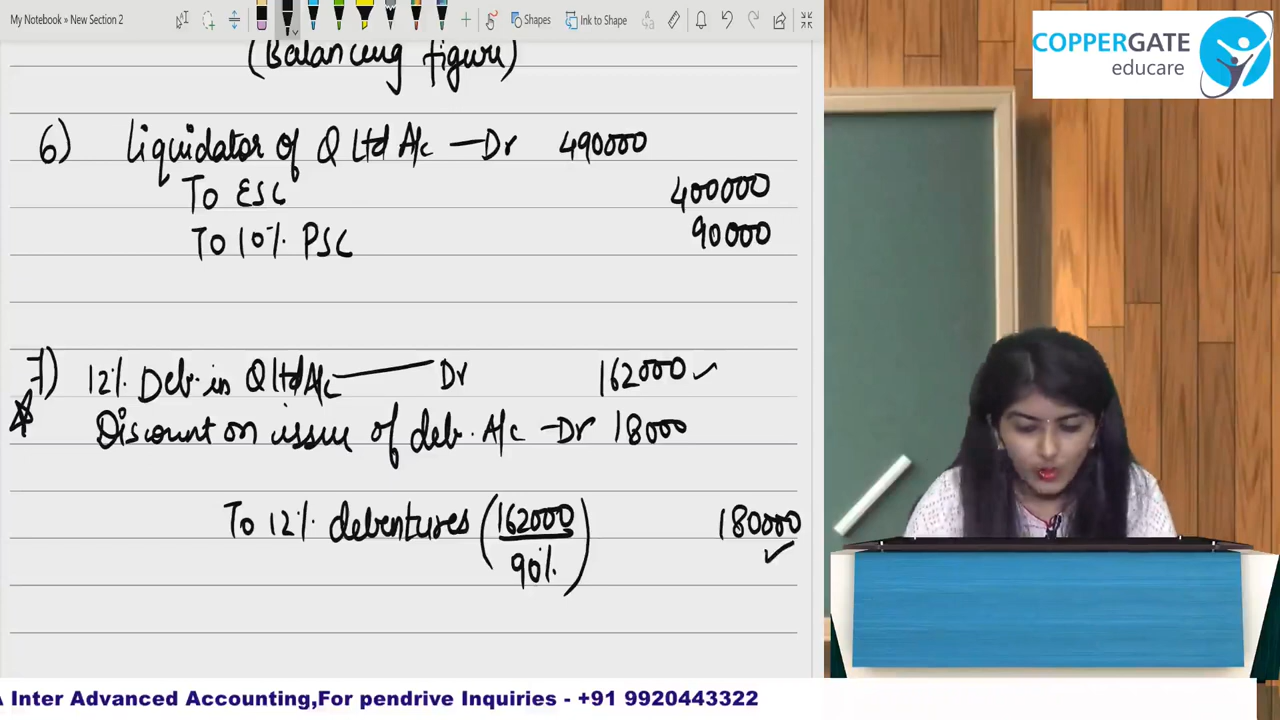 My Notebook » New Section 2
Shapes
Ink to Shape
COPPERGATE
educare
(Balancing figure)
6) Liquidator of Q Ltd A/c — Dr 490000
To ESC 400000
To 10% PSC 90000
7) 12% Deb. in Q Ltd A/c — Dr 162000 ✓
Discount on issue of deb. A/c — Dr 18000
To 12% debentures (162000/90%) 180000 ✓
A Inter Advanced Accounting,For pendrive Inquiries - +91 9920443322